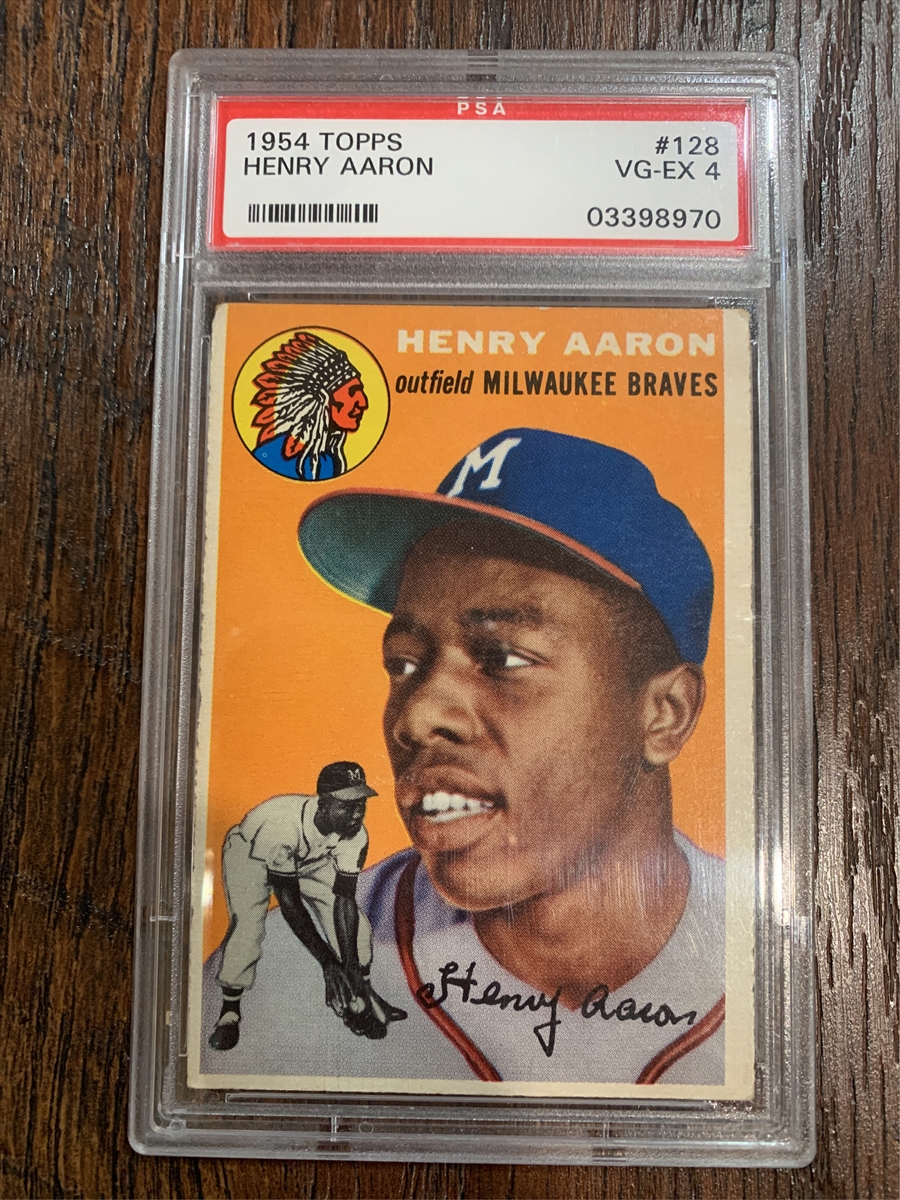 PSA
1954 TOPPS #128
HENRY AARON VG-EX 4
03398970
HENRY AARON
outfield MILWAUKEE BRAVES
M
M
Henry Aaron